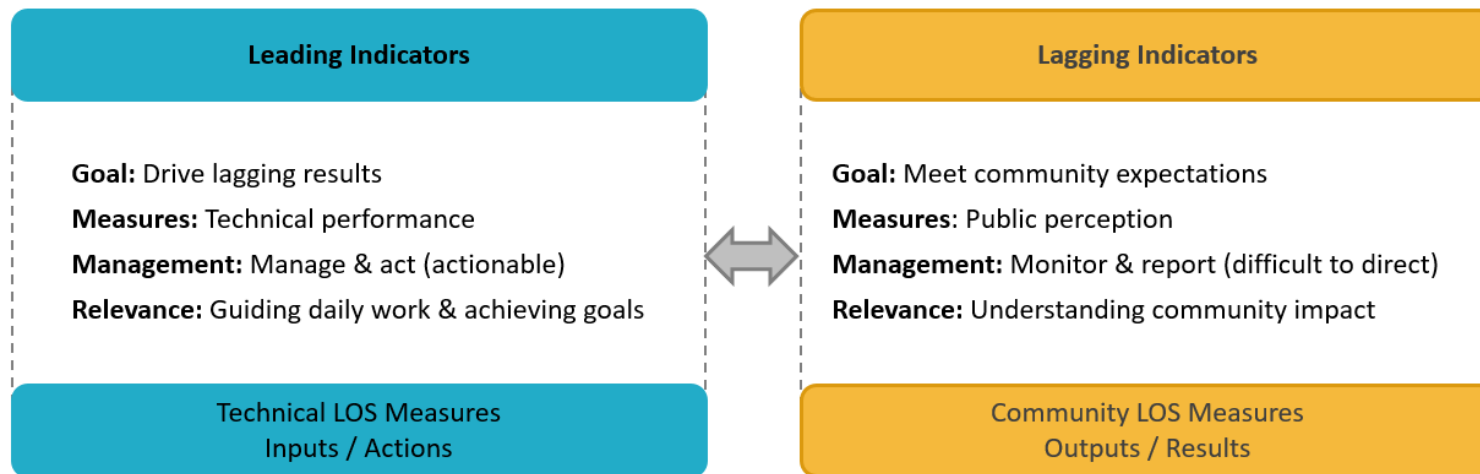 Leading Indicators
Goal: Drive lagging results
Measures: Technical performance
Management: Manage & act (actionable)
Relevance: Guiding daily work & achieving goals
Technical LOS Measures
Inputs / Actions
Lagging Indicators
Goal: Meet community expectations
Measures: Public perception
Management: Monitor & report (difficult to direct)
Relevance: Understanding community impact
Community LOS Measures
Outputs / Results